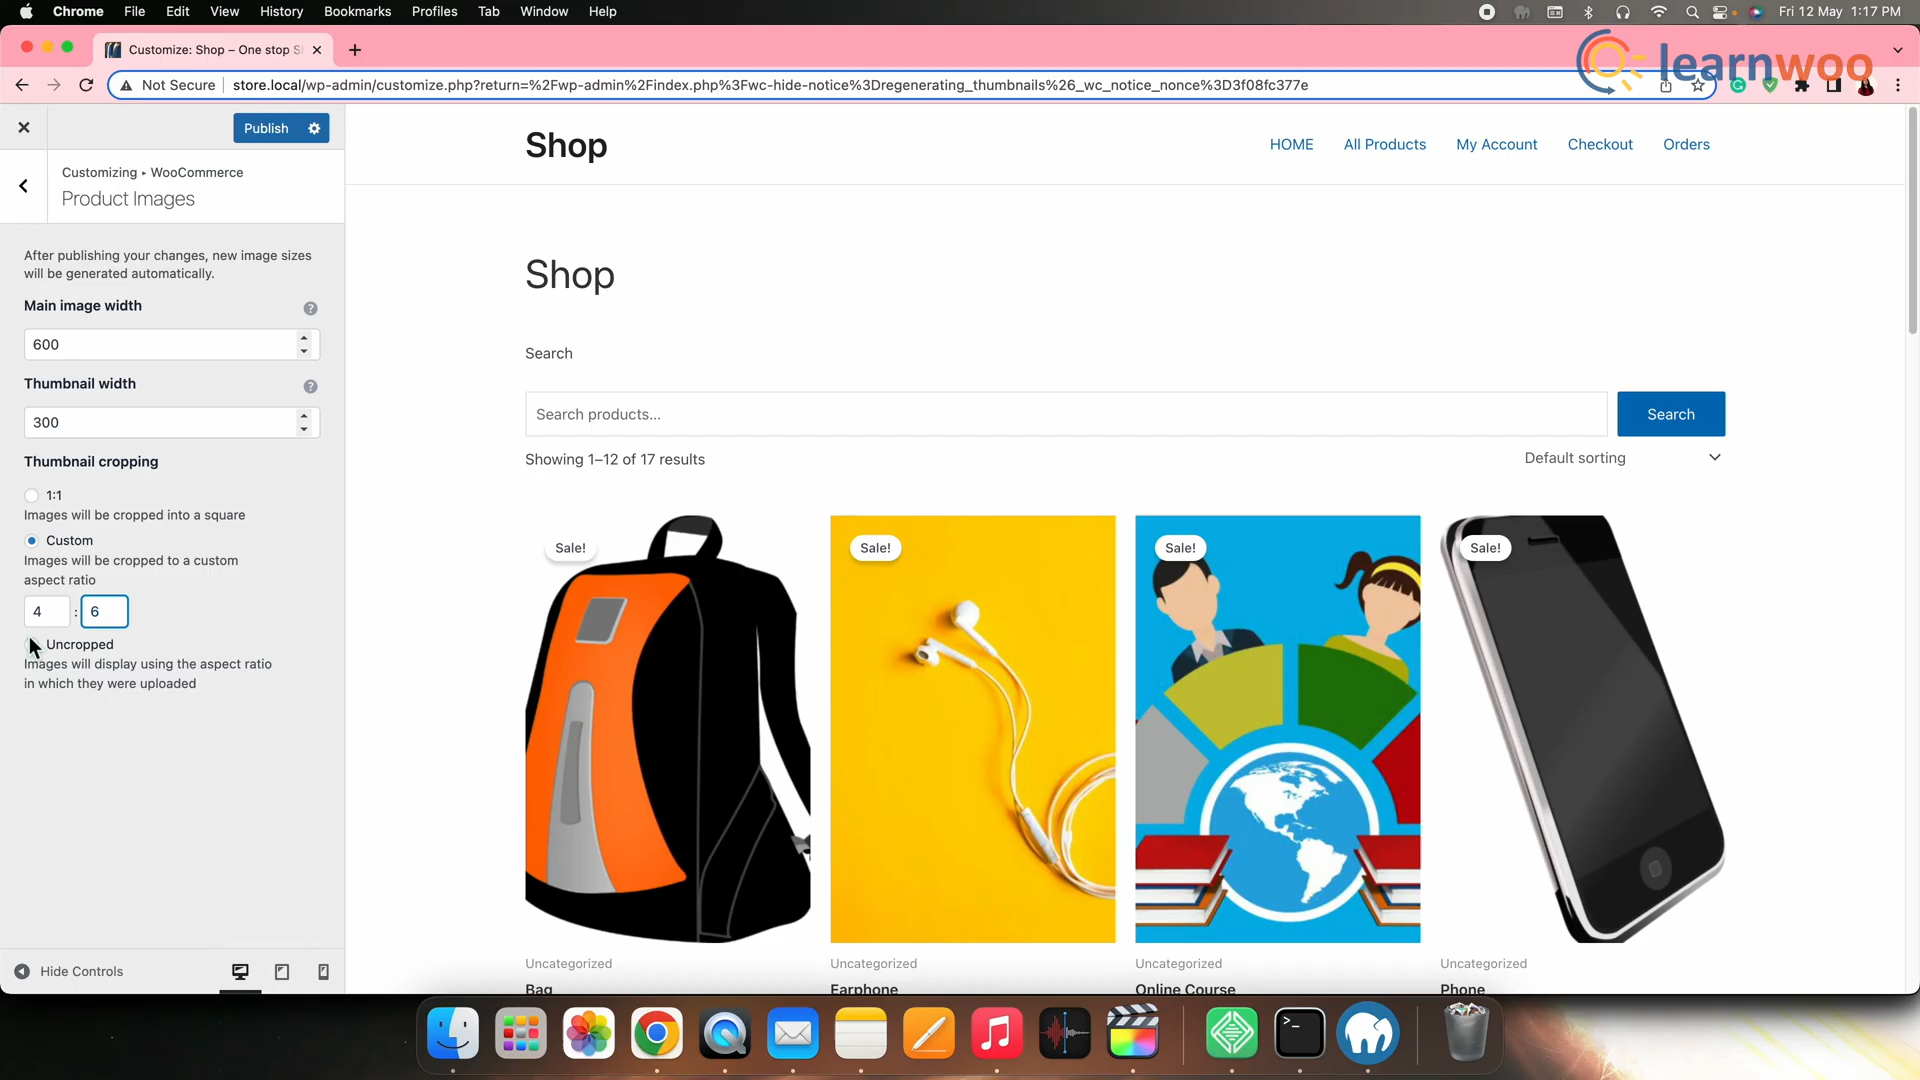 Chrome File Edit View History Bookmarks Profiles Tab Window Help
Fri 12 May 1:17 PM
Customize: Shop – One stop S
learnwoo
Not Secure
store.local/wp-admin/customize.php?return=%2Fwp-admin%2Findex.php%3Fwc-hide-notice%3Dregenerating_thumbnails%26_wc_notice_nonce%3D3f08fc377e
Publish
Customizing ▸ WooCommerce
Product Images
After publishing your changes, new image sizes
will be generated automatically.
Main image width
?
600
Thumbnail width
?
300
Thumbnail cropping
1:1
Images will be cropped into a square
Custom
Images will be cropped to a custom
aspect ratio
4 : 6
Uncropped
Images will display using the aspect ratio
in which they were uploaded
Hide Controls
Shop
HOME All Products My Account Checkout Orders
Shop
Search
Search products...
Search
Showing 1–12 of 17 results
Default sorting
Sale! Sale! Sale! Sale!
Uncategorized Uncategorized Uncategorized Uncategorized
Bag Earphone Online Course Phone